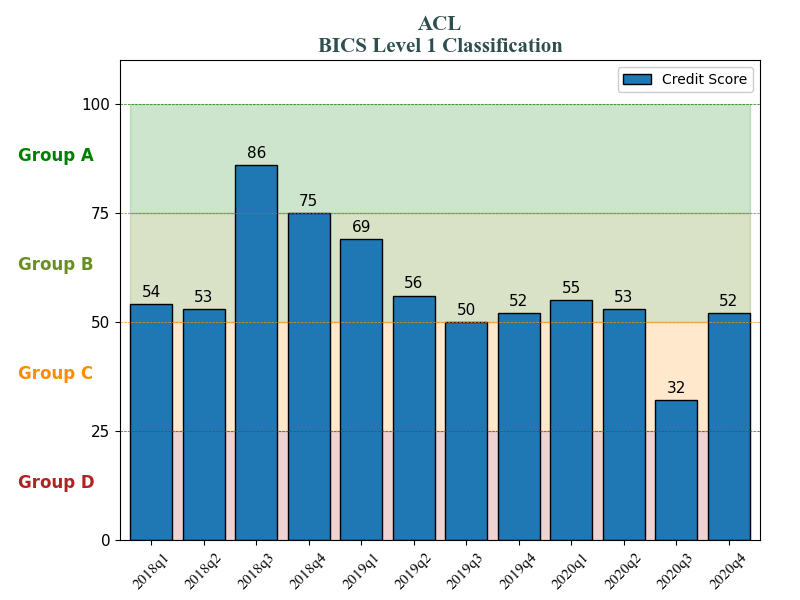 ACL
BICS Level 1 Classification
Credit Score
100
Group A
86
75
75
69
Group B
54
53
56
50
52
55
53
52
50
Group C
32
25
Group D
0
2018q1
2018q2
2018q3
2018q4
2019q1
2019q2
2019q3
2019q4
2020q1
2020q2
2020q3
2020q4